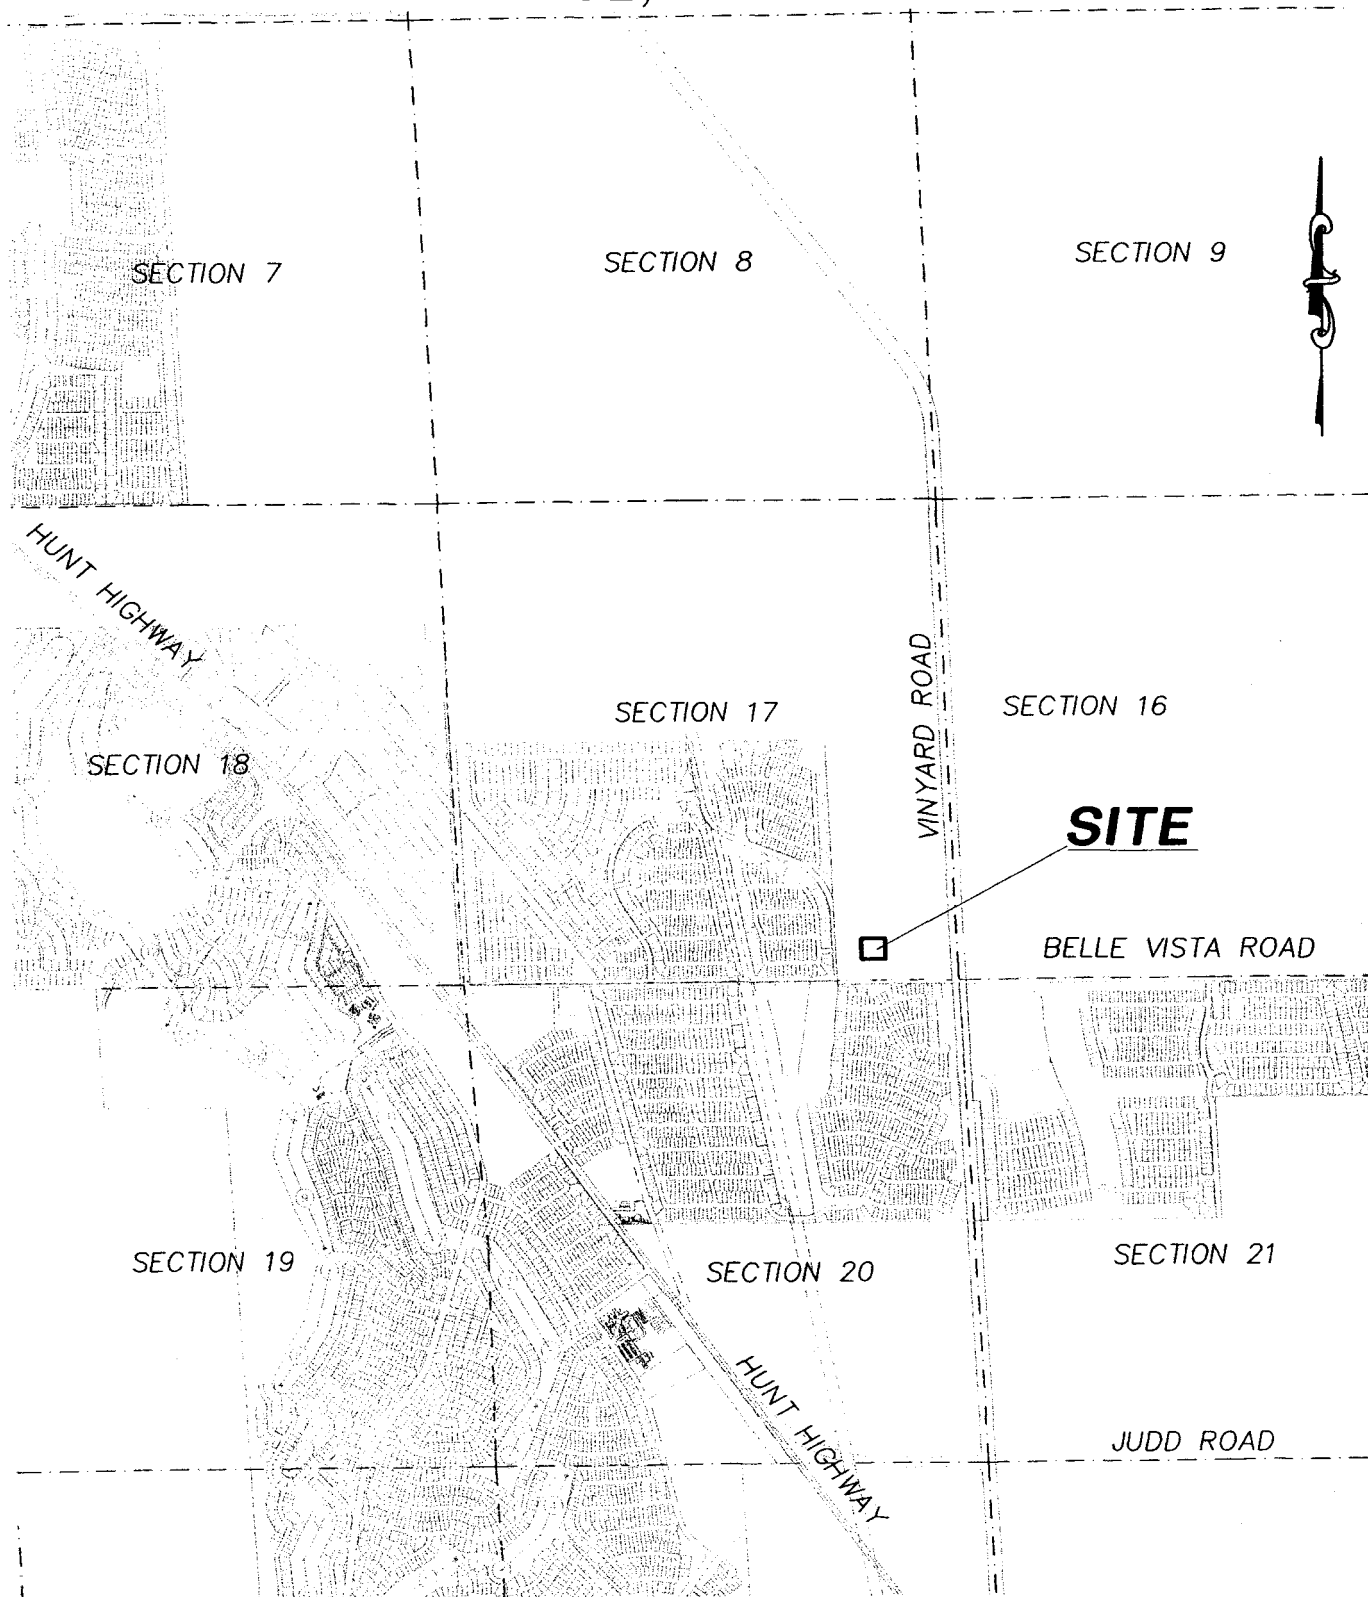 SECTION 7
SECTION 8
SECTION 9
HUNT HIGHWAY
VINYARD ROAD
SECTION 17
SECTION 16
SECTION 18
SITE
BELLE VISTA ROAD
SECTION 19
SECTION 20
SECTION 21
HUNT HIGHWAY
JUDD ROAD